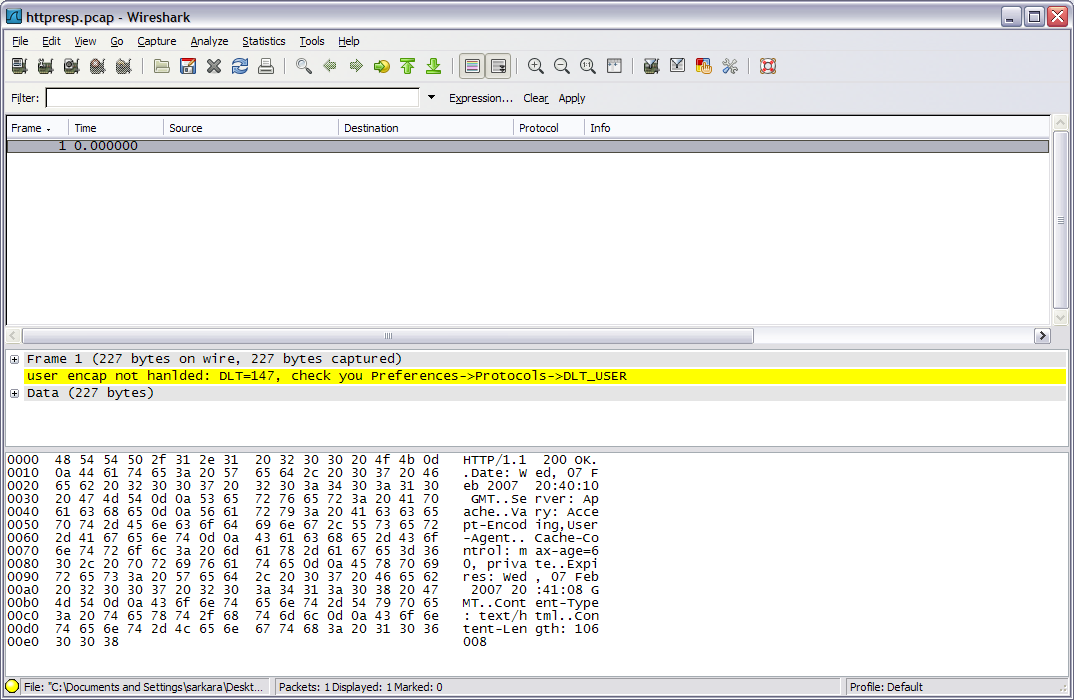 httpresp.pcap - Wireshark
File Edit View Go Capture Analyze Statistics Tools Help
Filter: Expression... Clear Apply
Frame Time Source Destination Protocol Info
1 0.000000
Frame 1 (227 bytes on wire, 227 bytes captured)
user encap not hanlded: DLT=147, check you Preferences->Protocols->DLT_USER
Data (227 bytes)
0000 48 54 54 50 2f 31 2e 31 20 32 30 30 20 4f 4b 0d HTTP/1.1 200 OK.
0010 0a 44 61 74 65 3a 20 57 65 64 2c 20 30 37 20 46 .Date: W ed, 07 F
0020 65 62 20 32 30 30 37 20 32 30 3a 34 30 3a 31 30 eb 2007 20:40:10
0030 20 47 4d 54 0d 0a 53 65 72 76 65 72 3a 20 41 70 GMT..Se rver: Ap
0040 61 63 68 65 0d 0a 56 61 72 79 3a 20 41 63 63 65 ache..Va ry: Acce
0050 70 74 2d 45 6e 63 6f 64 69 6e 67 2c 55 73 65 72 pt-Encod ing,User
0060 2d 41 67 65 6e 74 0d 0a 43 61 63 68 65 2d 43 6f -Agent.. Cache-Co
0070 6e 74 72 6f 6c 3a 20 6d 61 78 2d 61 67 65 3d 36 ntrol: m ax-age=6
0080 30 2c 20 70 72 69 76 61 74 65 0d 0a 45 78 70 69 0, priva te..Expi
0090 72 65 73 3a 20 57 65 64 2c 20 30 37 20 46 65 62 res: Wed , 07 Feb
00a0 20 32 30 30 37 20 32 30 3a 34 31 3a 30 38 20 47 2007 20 :41:08 G
00b0 4d 54 0d 0a 43 6f 6e 74 65 6e 74 2d 54 79 70 65 MT..Cont ent-Type
00c0 3a 20 74 65 78 74 2f 68 74 6d 6c 0d 0a 43 6f 6e : text/h tml..Con
00d0 74 65 6e 74 2d 4c 65 6e 67 74 68 3a 20 31 30 36 tent-Len gth: 106
00e0 30 30 38 008
File: "C:\Documents and Settings\sarkara\Deskt... Packets: 1 Displayed: 1 Marked: 0 Profile: Default